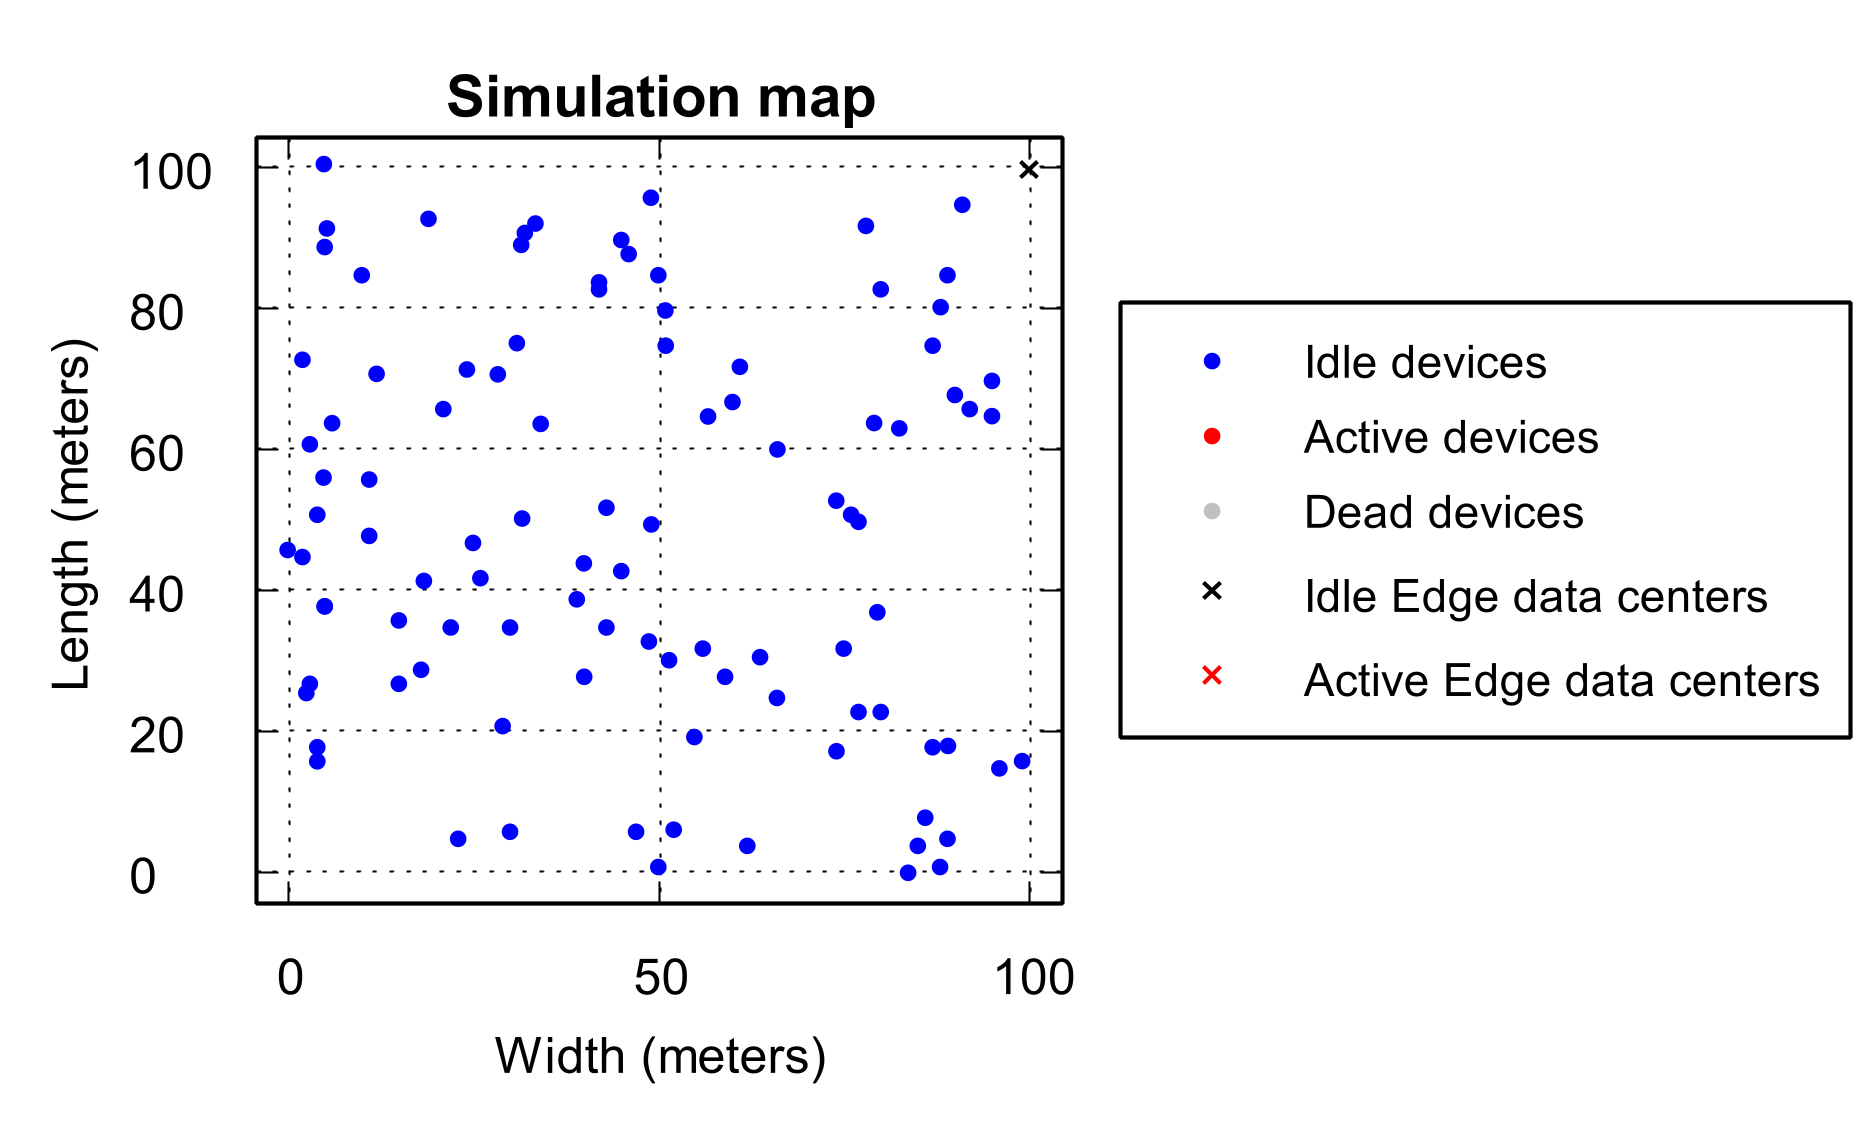 Simulation map
100
80
60
40
20
0
Length (meters)
0 50 100
Width (meters)
Idle devices
Active devices
Dead devices
Idle Edge data centers
Active Edge data centers